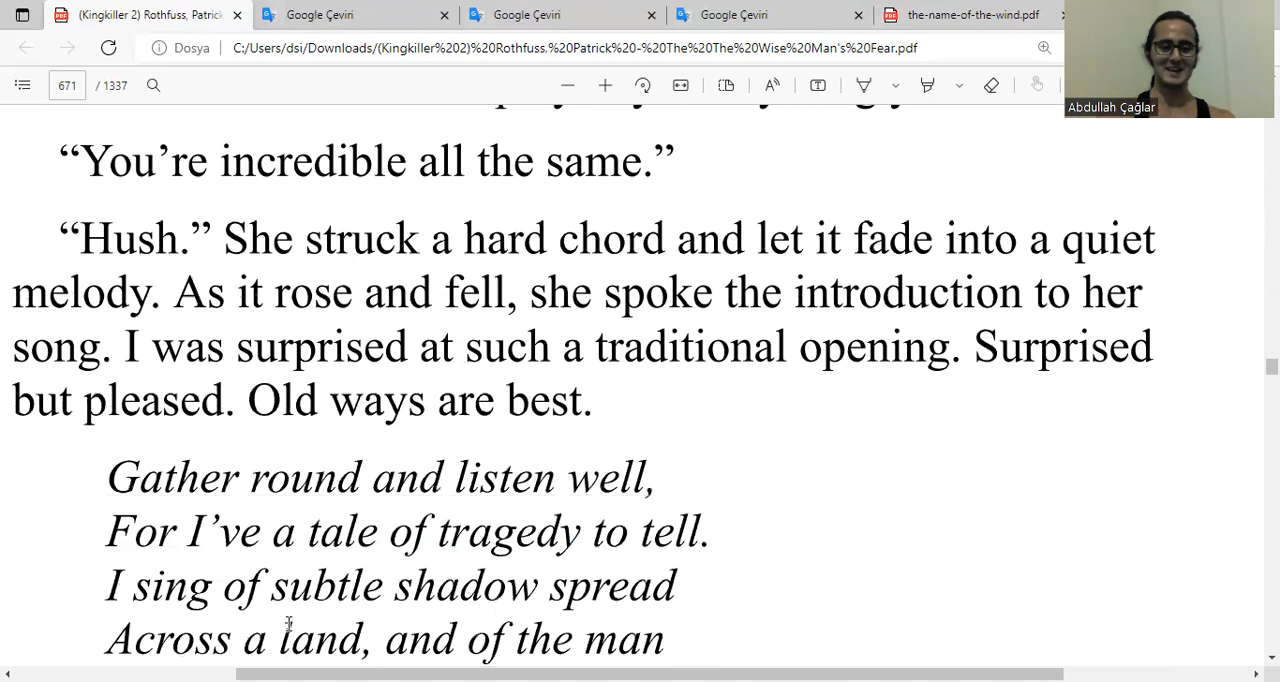 (Kingkiller 2) Rothfuss, Patrick
Google Çeviri
Google Çeviri
Google Çeviri
the-name-of-the-wind.pdf
Dosya
C:/Users/dsi/Downloads/(Kingkiller%202)%20Rothfuss,%20Patrick%20-%20The%20The%20Wise%20Man's%20Fear.pdf
671 / 1337
Abdullah Çağlar
“You’re incredible all the same.”
“Hush.” She struck a hard chord and let it fade into a quiet
melody. As it rose and fell, she spoke the introduction to her
song. I was surprised at such a traditional opening. Surprised
but pleased. Old ways are best.
Gather round and listen well,
For I’ve a tale of tragedy to tell.
I sing of subtle shadow spread
Across a land, and of the man